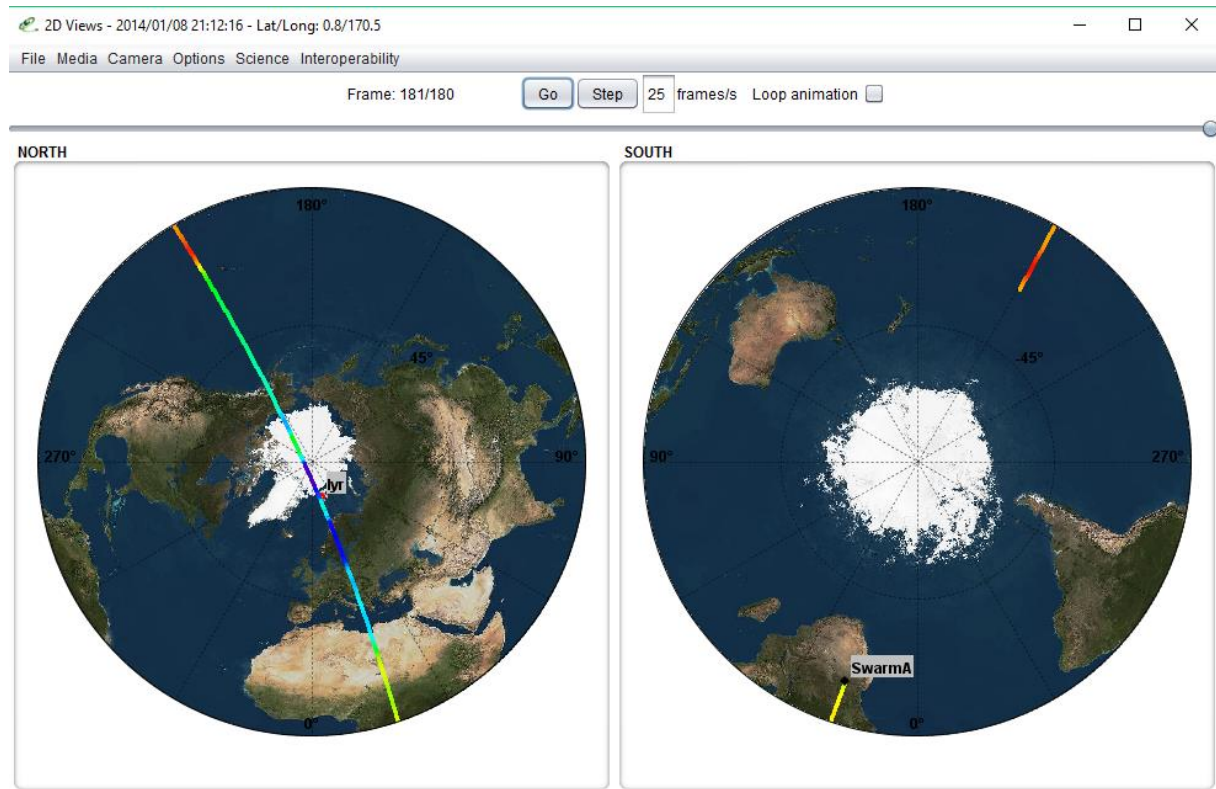 2D Views - 2014/01/08 21:12:16 - Lat/Long: 0.8/170.5
File Media Camera Options Science Interoperability
Frame: 181/180 Go Step 25 frames/s Loop animation
NORTH
180°
45°
270°
90°
lyr
0°
SOUTH
180°
-45°
90°
270°
SwarmA
0°